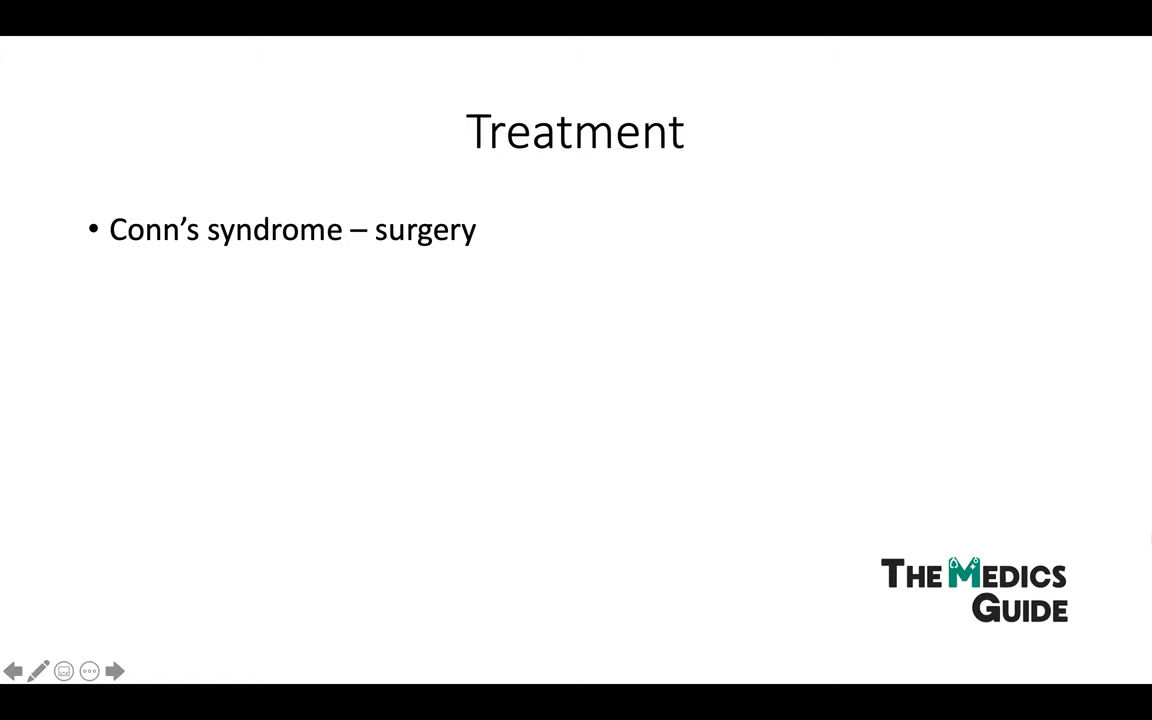 Treatment
• Conn’s syndrome – surgery
THE MEDICS
GUIDE